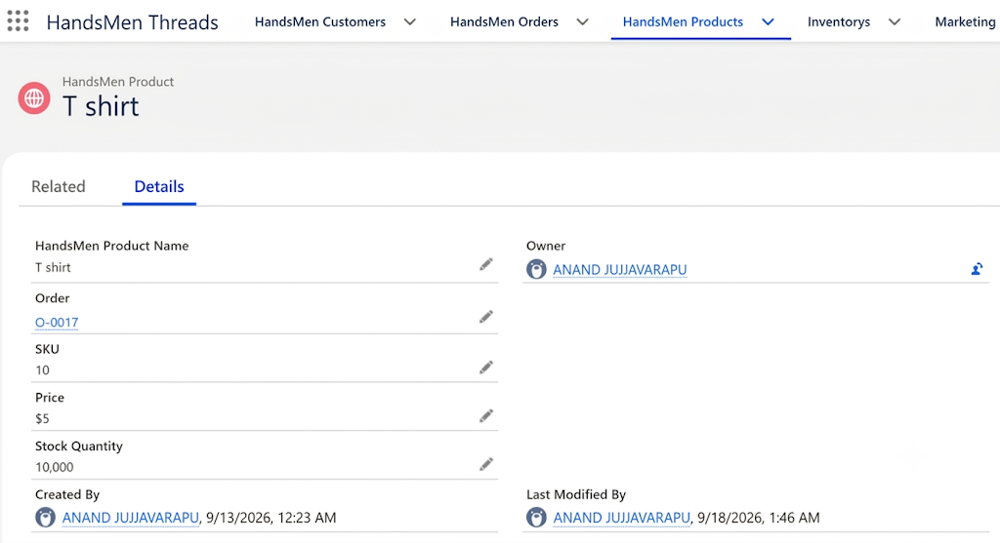 HandsMen Threads HandsMen Customers HandsMen Orders HandsMen Products Inventorys Marketing
HandsMen Product
T shirt
Related Details
HandsMen Product Name
T shirt
Owner
ANAND JUJJAVARAPU
Order
O-0017
SKU
10
Price
$5
Stock Quantity
10,000
Created By
ANAND JUJJAVARAPU, 9/13/2026, 12:23 AM
Last Modified By
ANAND JUJJAVARAPU, 9/18/2026, 1:46 AM